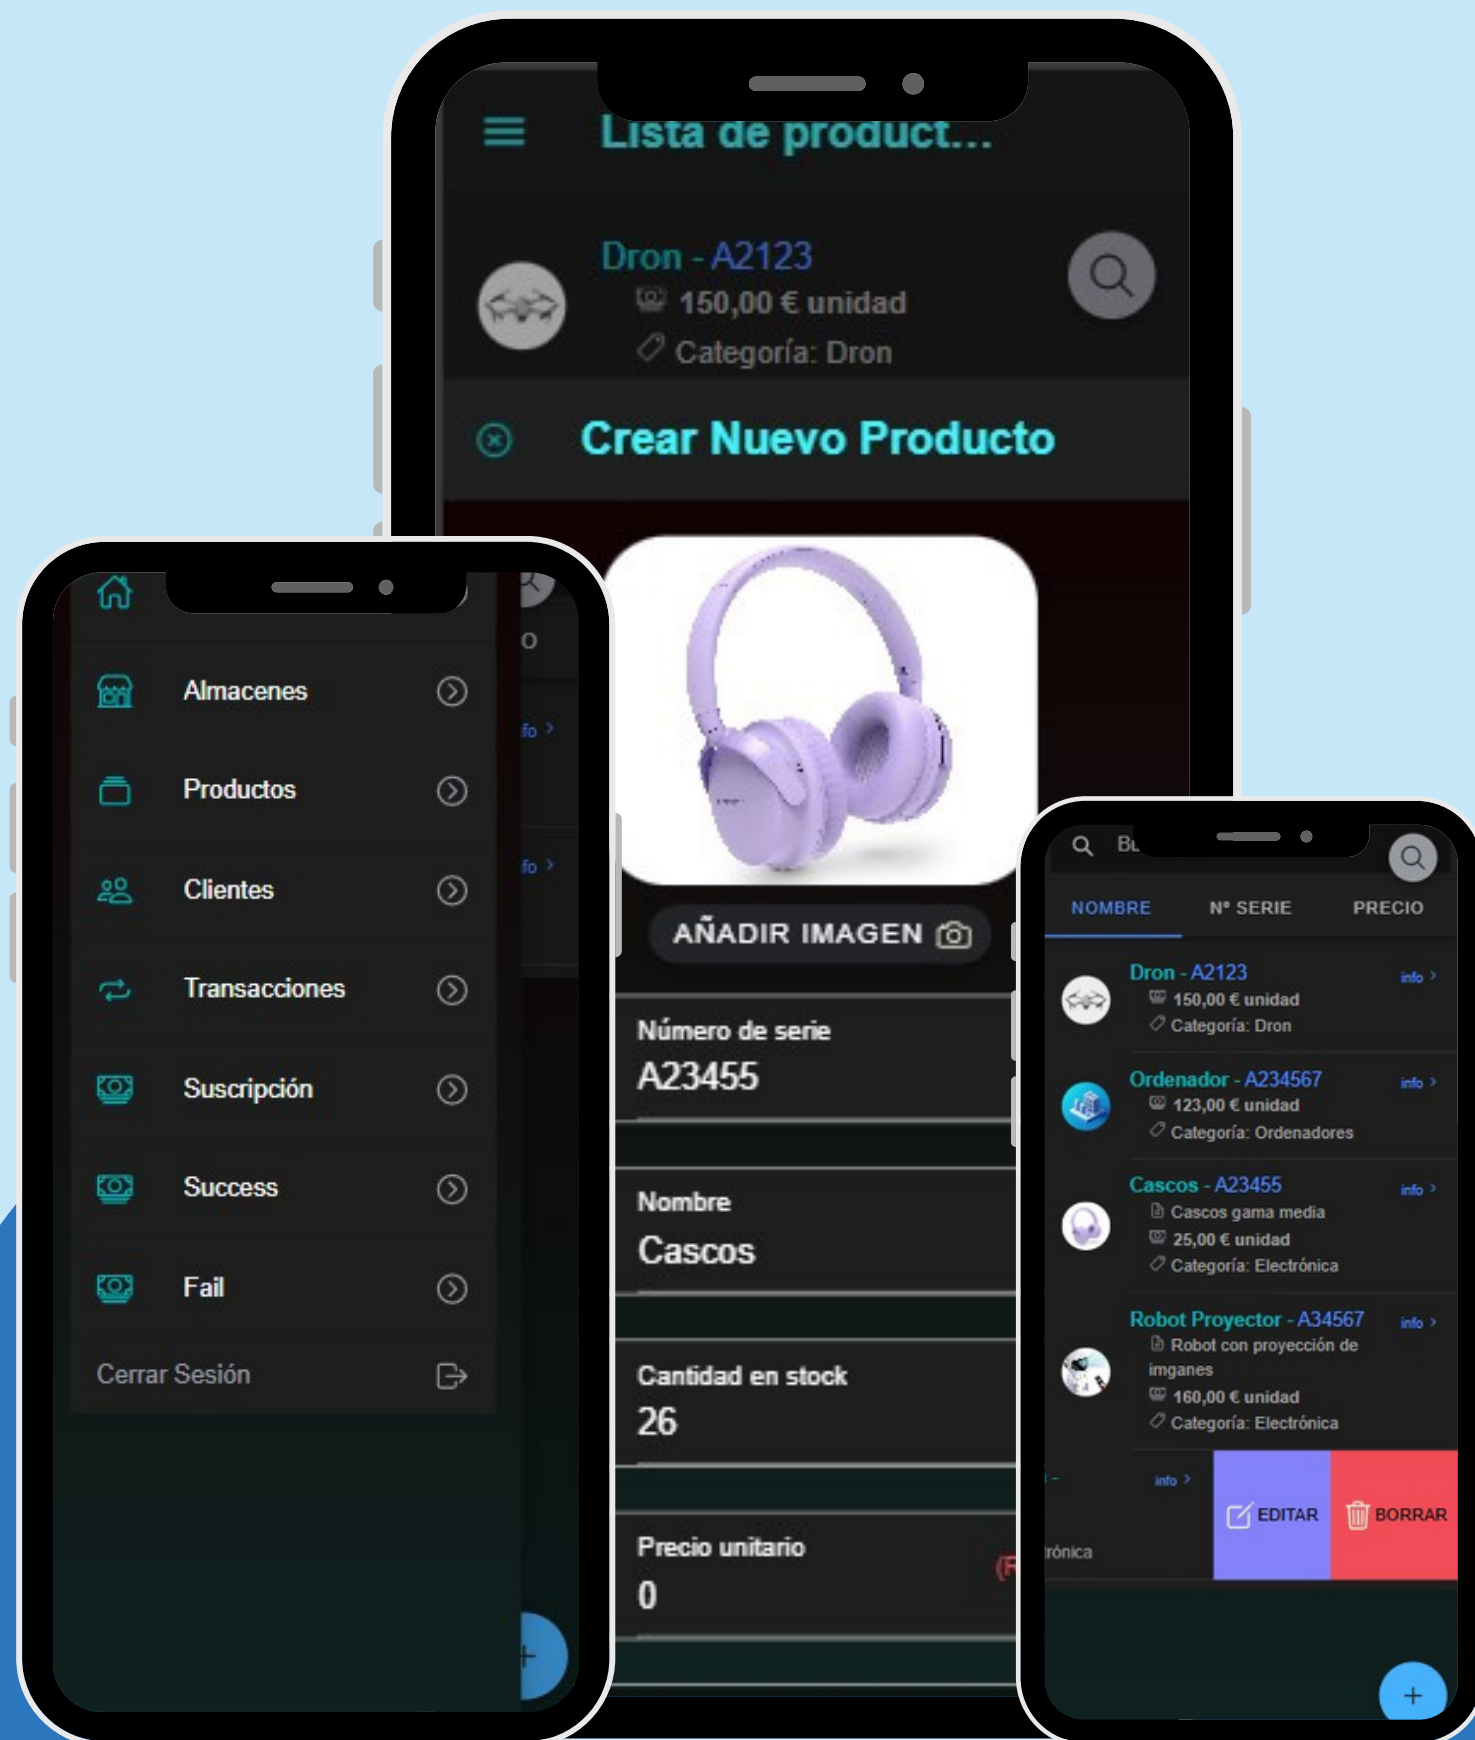 Lista de product...
Dron - A2123
150,00 € unidad
Categoría: Dron
Crear Nuevo Producto
AÑADIR IMAGEN
Número de serie
A23455
Nombre
Cascos
Cantidad en stock
26
Precio unitario
0
Almacenes
Productos
Clientes
Transacciones
Suscripción
Success
Fail
Cerrar Sesión
NOMBRE Nº SERIE PRECIO
Dron - A2123 info >
150,00 € unidad
Categoría: Dron
Ordenador - A234567 info >
123,00 € unidad
Categoría: Ordenadores
Cascos - A23455 info >
Cascos gama media
25,00 € unidad
Categoría: Electrónica
Robot Proyector - A34567 info >
Robot con proyección de
imganes
160,00 € unidad
Categoría: Electrónica
info > EDITAR BORRAR
trónica